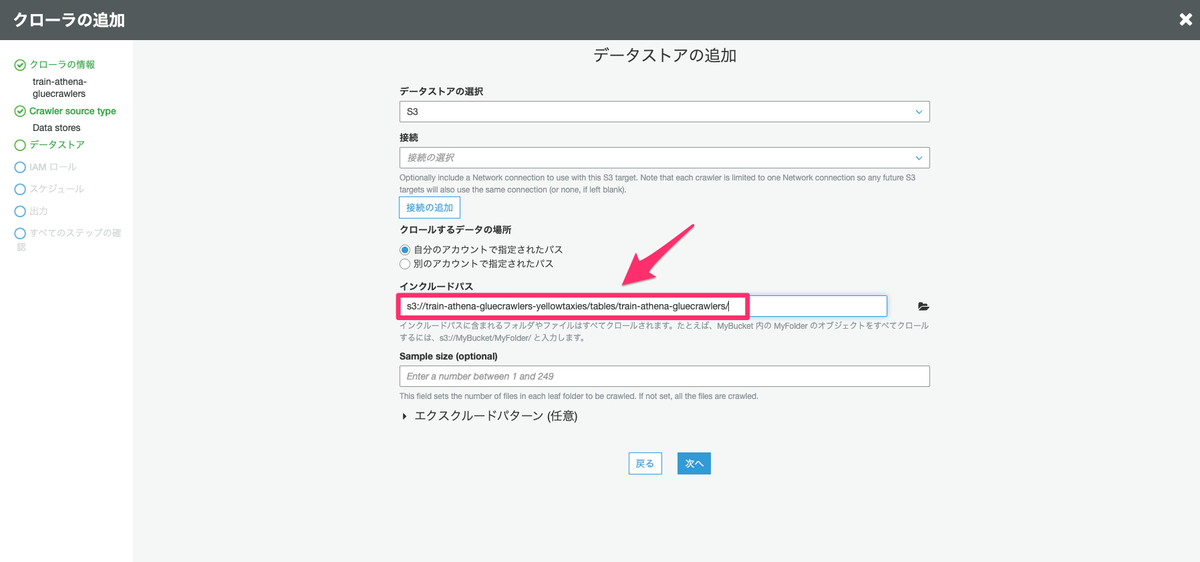 クローラの追加
クローラの情報
train-athena-
gluecrawlers
Crawler source type
Data stores
データストア
IAM ロール
スケジュール
出力
すべてのステップの確
認
データストアの追加
データストアの選択
S3
接続
接続の選択
Optionally include a Network connection to use with this S3 target. Note that each crawler is limited to one Network connection so any future S3
targets will also use the same connection (or none, if left blank).
接続の追加
クロールするデータの場所
自分のアカウントで指定されたパス
別のアカウントで指定されたパス
インクルードパス
s3://train-athena-gluecrawlers-yellowtaxies/tables/train-athena-gluecrawlers/
インクルードパスに含まれるフォルダやファイルはすべてクロールされます。たとえば、MyBucket 内の MyFolder のオブジェクトをすべてクロール
するには、s3://MyBucket/MyFolder/ と入力します。
Sample size (optional)
Enter a number between 1 and 249
This field sets the number of files in each leaf folder to be crawled. If not set, all the files are crawled.
エクスクルードパターン (任意)
戻る
次へ